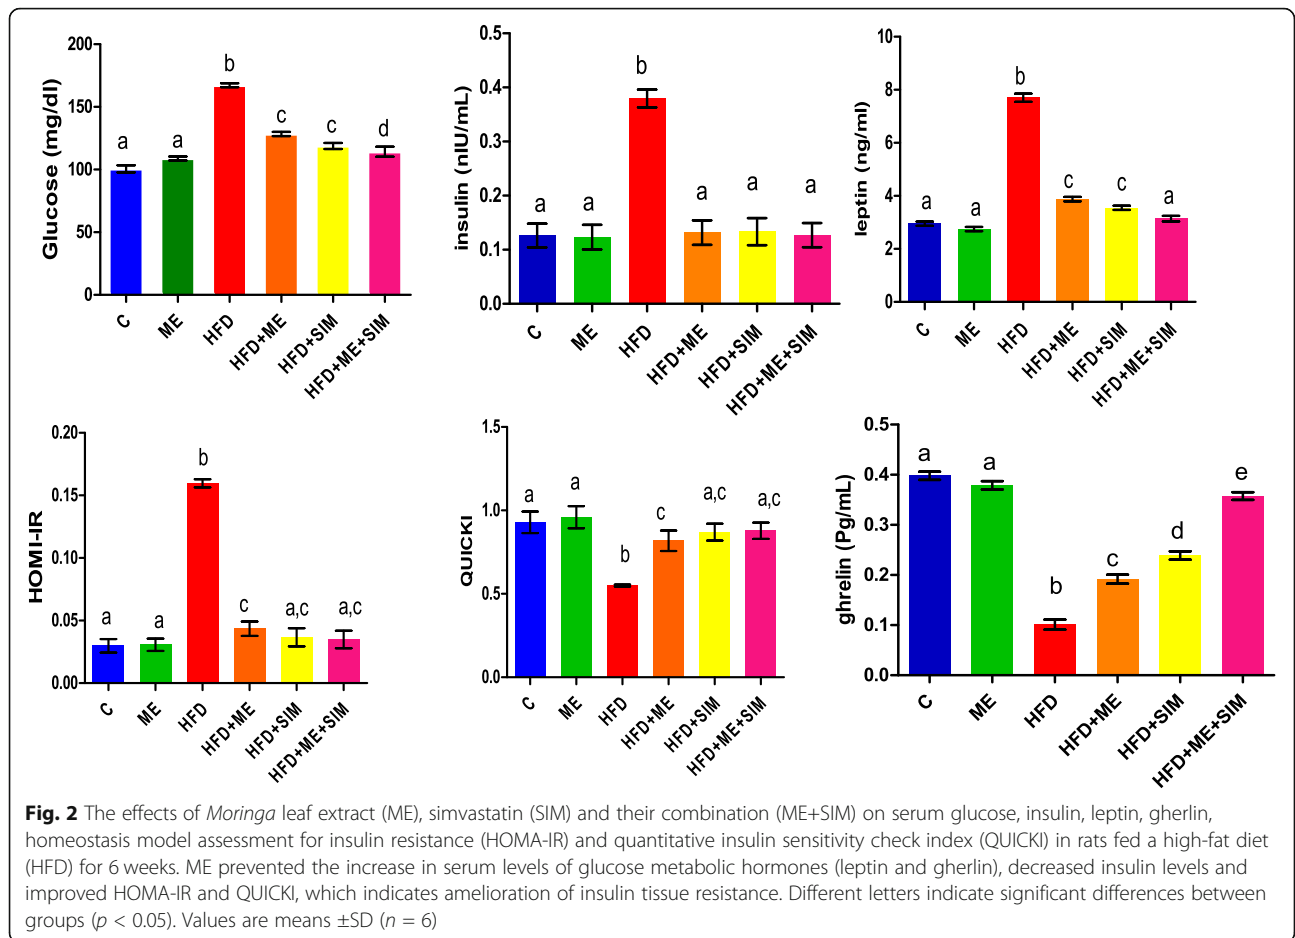 200
150
100
50
0
Glucose (mg/dl)
a
a
b
c
c
d
C
ME
HFD
HFD+ME
HFD+SIM
HFD+ME+SIM
0.5
0.4
0.3
0.2
0.1
0.0
insulin (nIU/mL)
a
a
b
a
a
a
C
ME
HFD
HFD+ME
HFD+SIM
HFD+ME+SIM
10
8
6
4
2
0
leptin (ng/ml)
a
a
b
c
c
a
C
ME
HFD
HFD+ME
HFD+SIM
HFD+ME+SIM
0.20
0.15
0.10
0.05
0.00
HOMI-IR
a
a
b
c
a,c
a,c
C
ME
HFD
HFD+ME
HFD+SIM
HFD+ME+SIM
1.5
1.0
0.5
0.0
QUICKI
a
a
b
c
a,c
a,c
C
ME
HFD
HFD+ME
HFD+SIM
HFD+ME+SIM
0.5
0.4
0.3
0.2
0.1
0.0
ghrelin (Pg/mL)
a
a
b
c
d
e
C
ME
HFD
HFD+ME
HFD+SIM
HFD+ME+SIM
Fig. 2 The effects of Moringa leaf extract (ME), simvastatin (SIM) and their combination (ME+SIM) on serum glucose, insulin, leptin, gherlin,
homeostasis model assessment for insulin resistance (HOMA-IR) and quantitative insulin sensitivity check index (QUICKI) in rats fed a high-fat diet
(HFD) for 6 weeks. ME prevented the increase in serum levels of glucose metabolic hormones (leptin and gherlin), decreased insulin levels and
improved HOMA-IR and QUICKI, which indicates amelioration of insulin tissue resistance. Different letters indicate significant differences between
groups (p < 0.05). Values are means ±SD (n = 6)